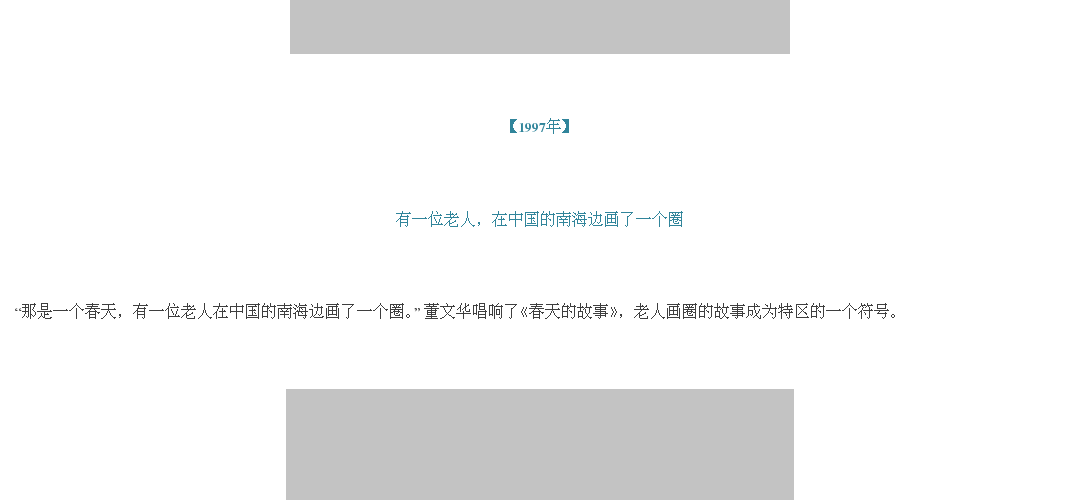 【1997年】
有一位老人，在中国的南海边画了一个圈
“那是一个春天，有一位老人在中国的南海边画了一个圈。” 董文华唱响了《春天的故事》，老人画圈的故事成为特区的一个符号。